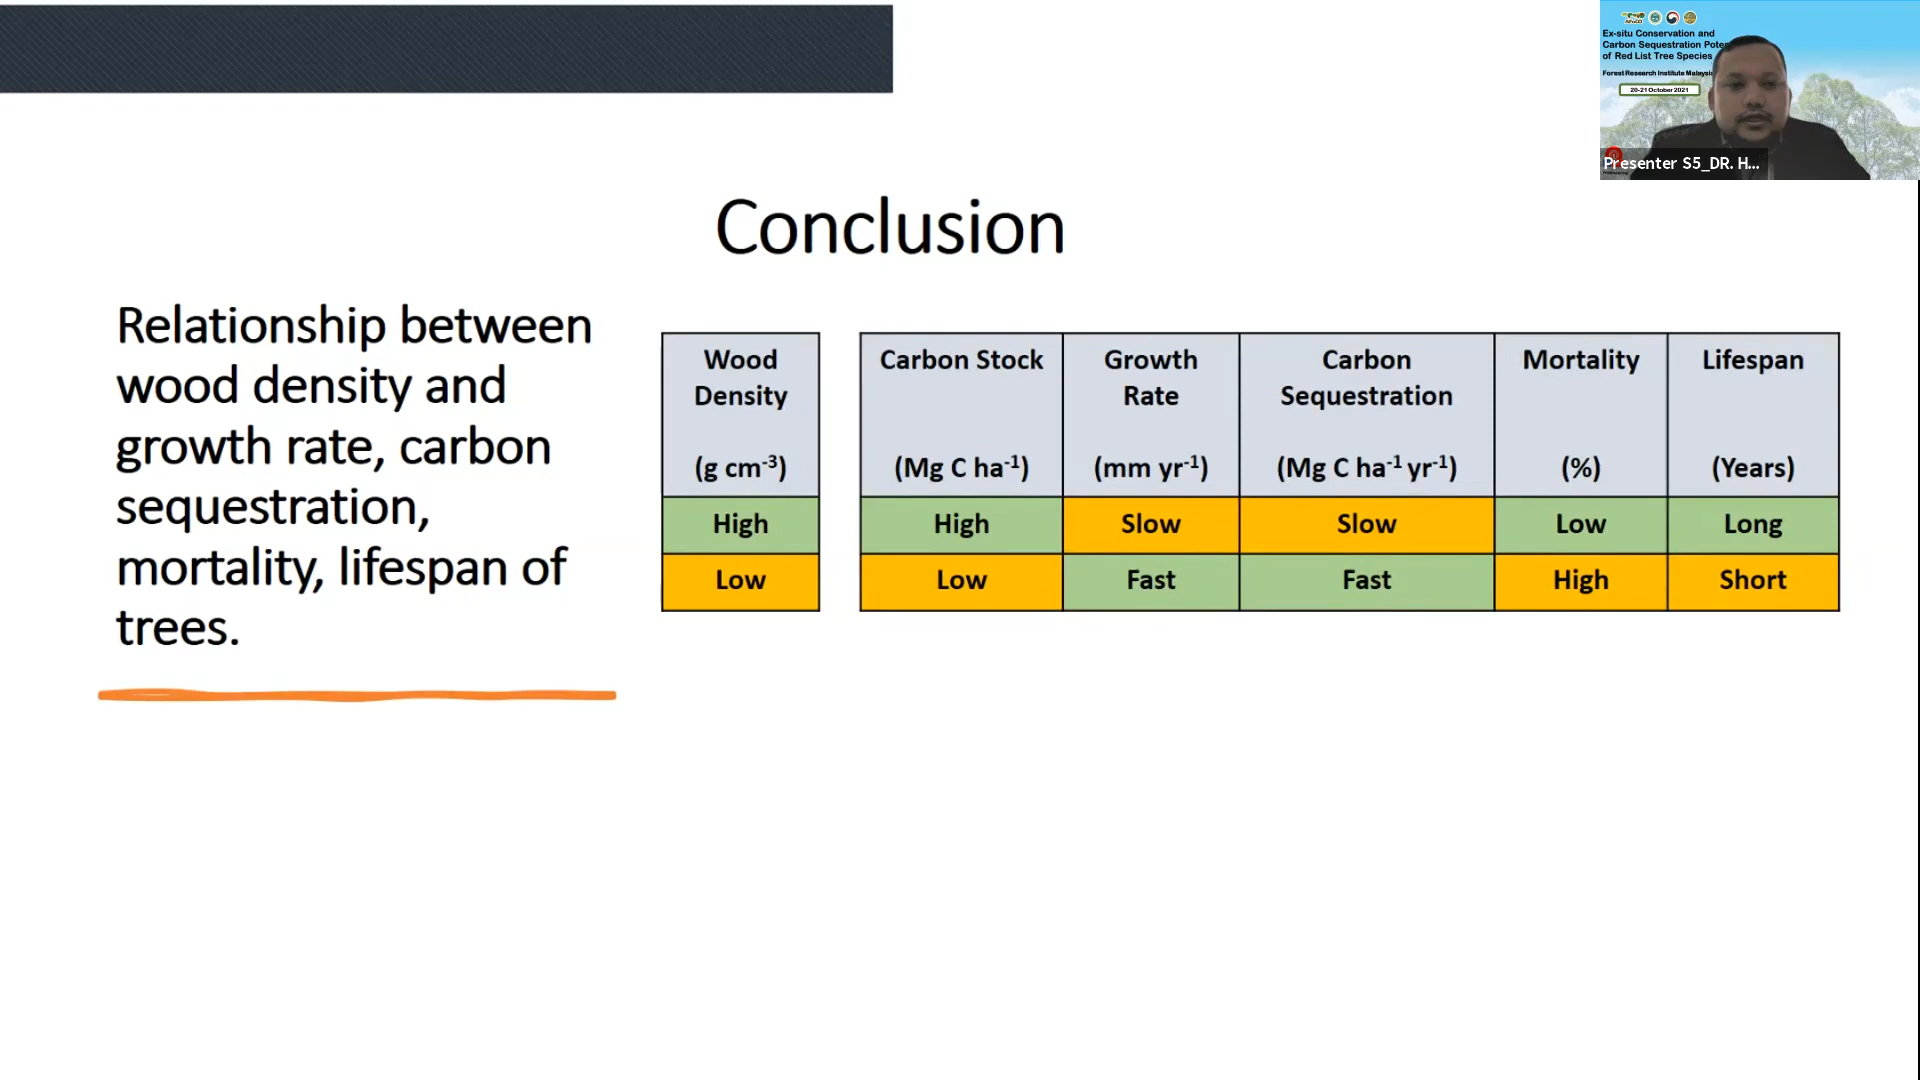 Ex-situ Conservation and
Carbon Sequestration
of Red List Tree Species
Forest Research Institute
20-21 October 2021
Presenter S5_DR. H...
Conclusion
Relationship between
wood density and
growth rate, carbon
sequestration,
mortality, lifespan of
trees.
Wood Density (g cm-3) Carbon Stock (Mg C ha-1) Growth Rate (mm yr-1) Carbon Sequestration (Mg C ha-1 yr-1) Mortality (%) Lifespan (Years)
High High Slow Slow Low Long
Low Low Fast Fast High Short